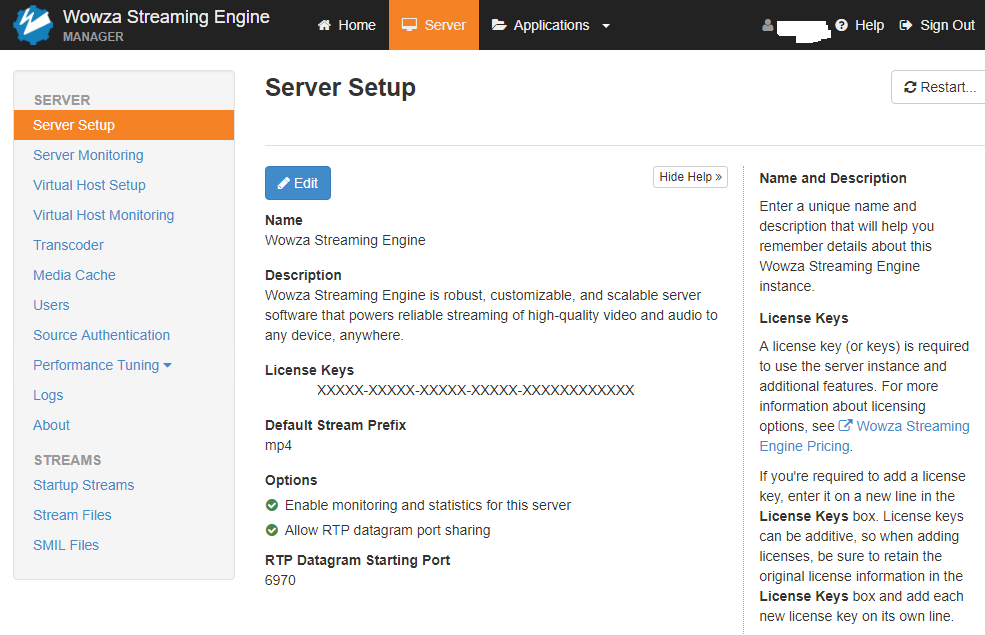 Wowza Streaming Engine
MANAGER
Home
Server
Applications
Help
Sign Out
SERVER
Server Setup
Server Monitoring
Virtual Host Setup
Virtual Host Monitoring
Transcoder
Media Cache
Users
Source Authentication
Performance Tuning
Logs
About
STREAMS
Startup Streams
Stream Files
SMIL Files
Server Setup
Restart...
Edit
Hide Help »
Name
Wowza Streaming Engine
Description
Wowza Streaming Engine is robust, customizable, and scalable server
software that powers reliable streaming of high-quality video and audio to
any device, anywhere.
License Keys
XXXXX-XXXXX-XXXXX-XXXXX-XXXXXXXXXXXX
Default Stream Prefix
mp4
Options
Enable monitoring and statistics for this server
Allow RTP datagram port sharing
RTP Datagram Starting Port
6970
Name and Description
Enter a unique name and
description that will help you
remember details about this
Wowza Streaming Engine
instance.
License Keys
A license key (or keys) is required
to use the server instance and
additional features. For more
information about licensing
options, see Wowza Streaming
Engine Pricing.
If you're required to add a license
key, enter it on a new line in the
License Keys box. License keys
can be additive, so when adding
licenses, be sure to retain the
original license information in the
License Keys box and add each
new license key on its own line.